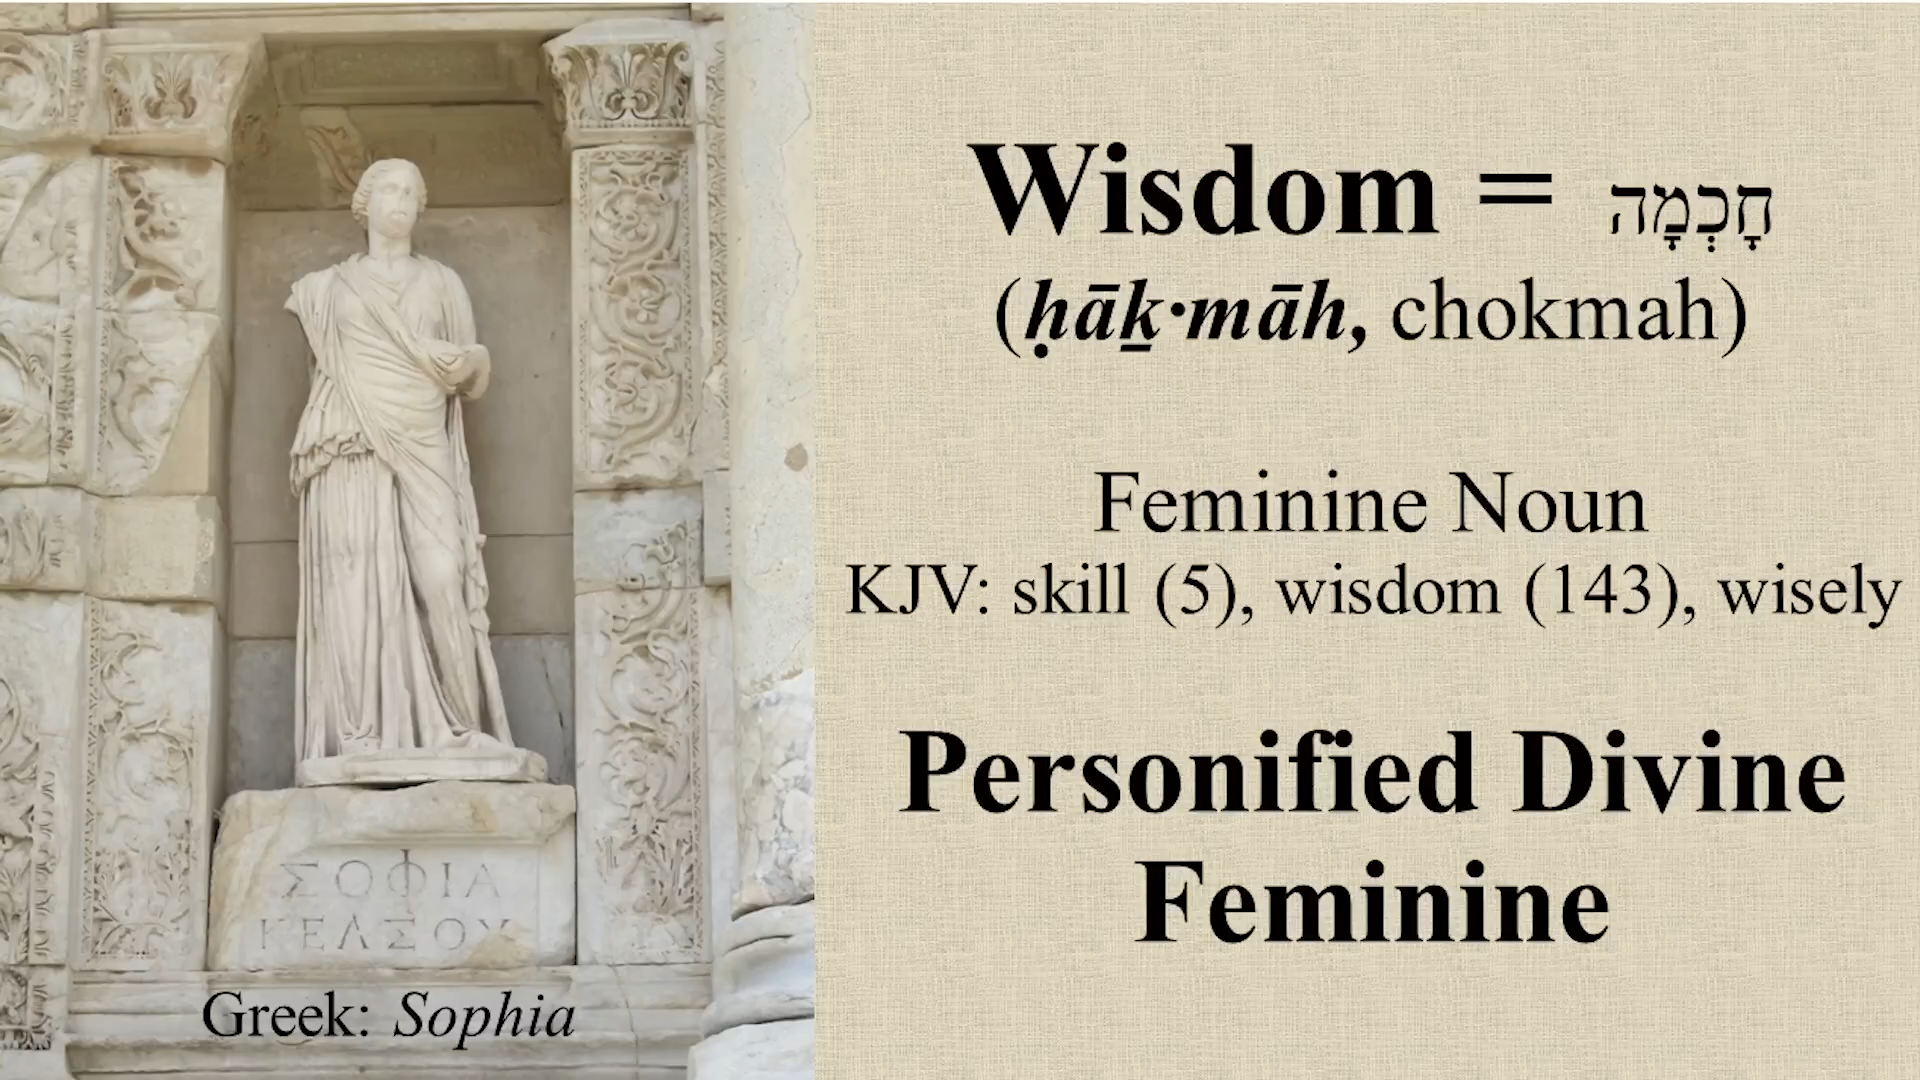 ΣΟΦΙΑ
ΚΕΛΣΟΥ
Greek: Sophia
Wisdom = חָכְמָה
(ḥāḵ·māh, chokmah)
Feminine Noun
KJV: skill (5), wisdom (143), wisely
Personified Divine
Feminine